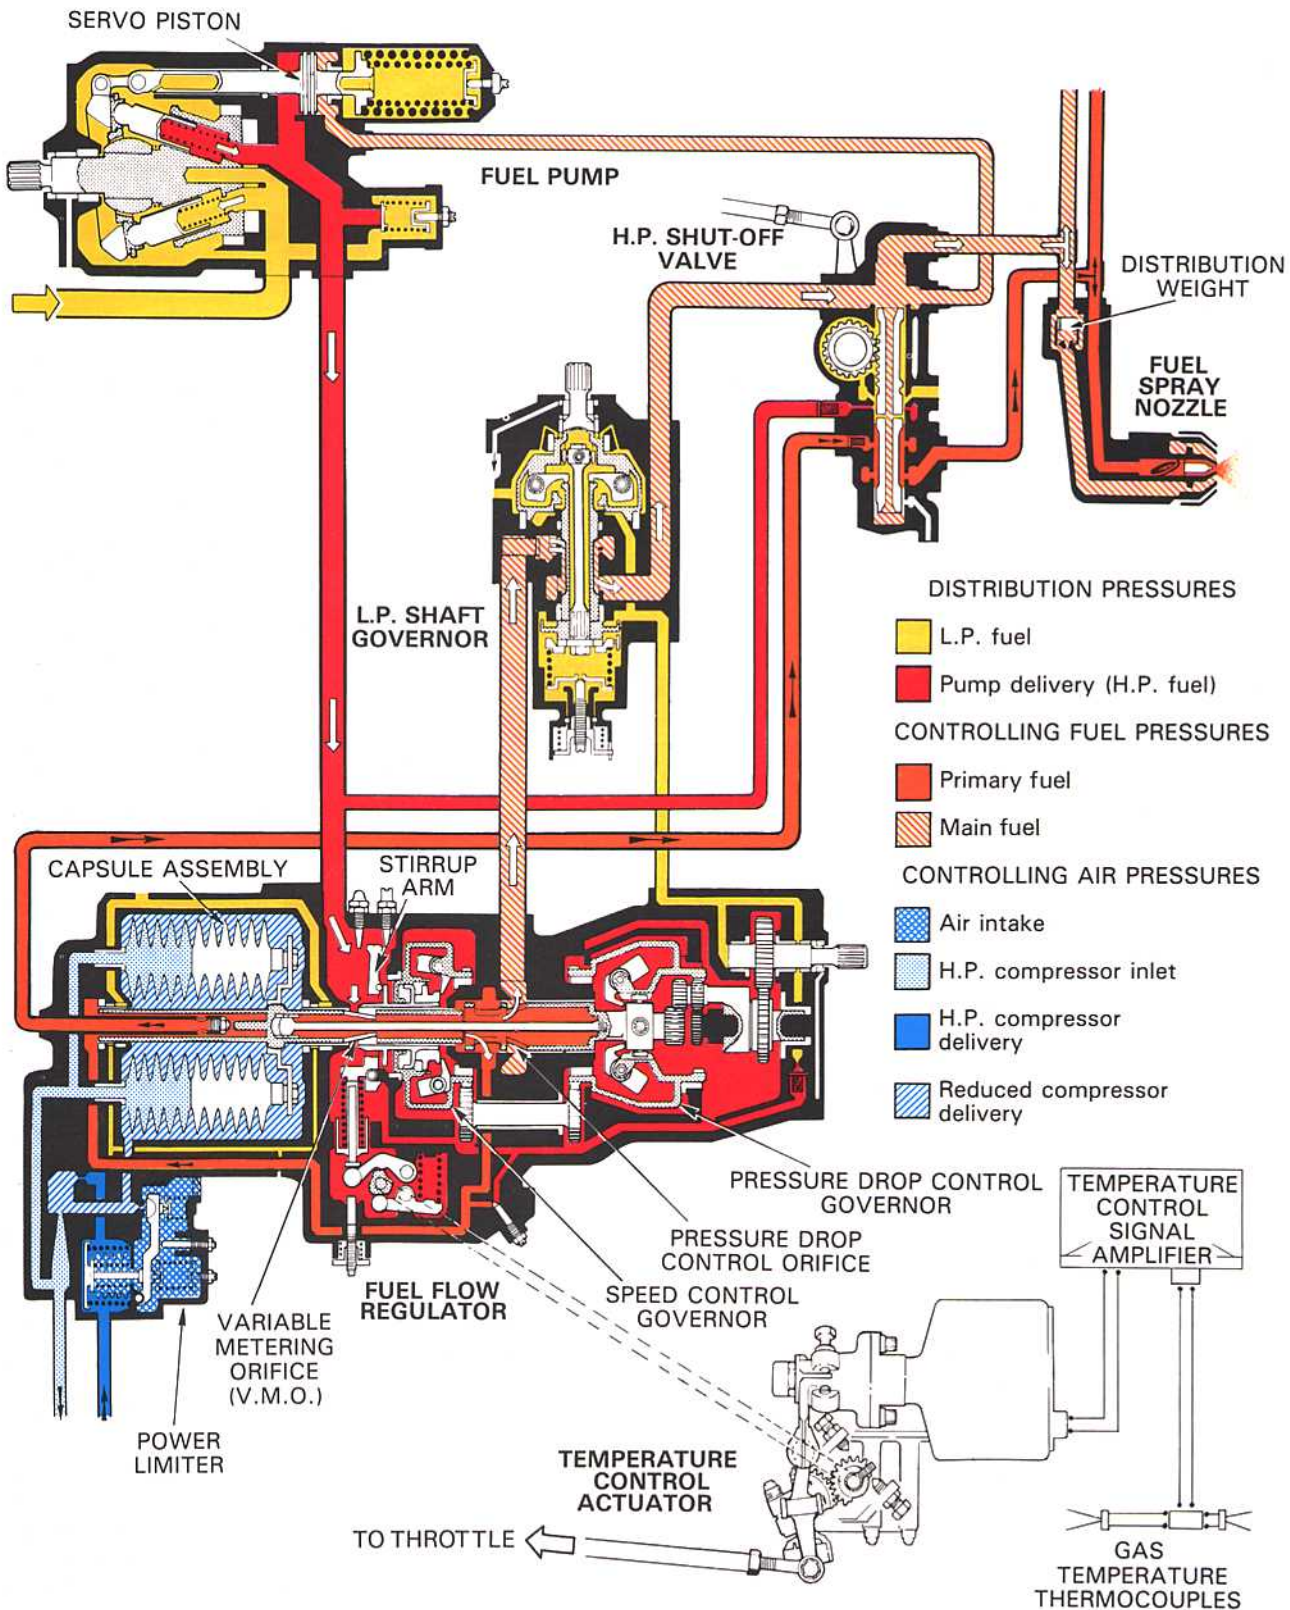 SERVO PISTON
FUEL PUMP
H.P. SHUT-OFF
VALVE
DISTRIBUTION
WEIGHT
FUEL
SPRAY
NOZZLE
L.P. SHAFT
GOVERNOR
DISTRIBUTION PRESSURES
L.P. fuel
Pump delivery (H.P. fuel)
CONTROLLING FUEL PRESSURES
Primary fuel
Main fuel
CONTROLLING AIR PRESSURES
Air intake
H.P. compressor inlet
H.P. compressor
delivery
Reduced compressor
delivery
CAPSULE ASSEMBLY
STIRRUP
ARM
PRESSURE DROP CONTROL
GOVERNOR
PRESSURE DROP
CONTROL ORIFICE
SPEED CONTROL
GOVERNOR
FUEL FLOW
REGULATOR
VARIABLE
METERING
ORIFICE
(V.M.O.)
POWER
LIMITER
TEMPERATURE
CONTROL
SIGNAL
AMPLIFIER
TEMPERATURE
CONTROL
ACTUATOR
TO THROTTLE
GAS
TEMPERATURE
THERMOCOUPLES